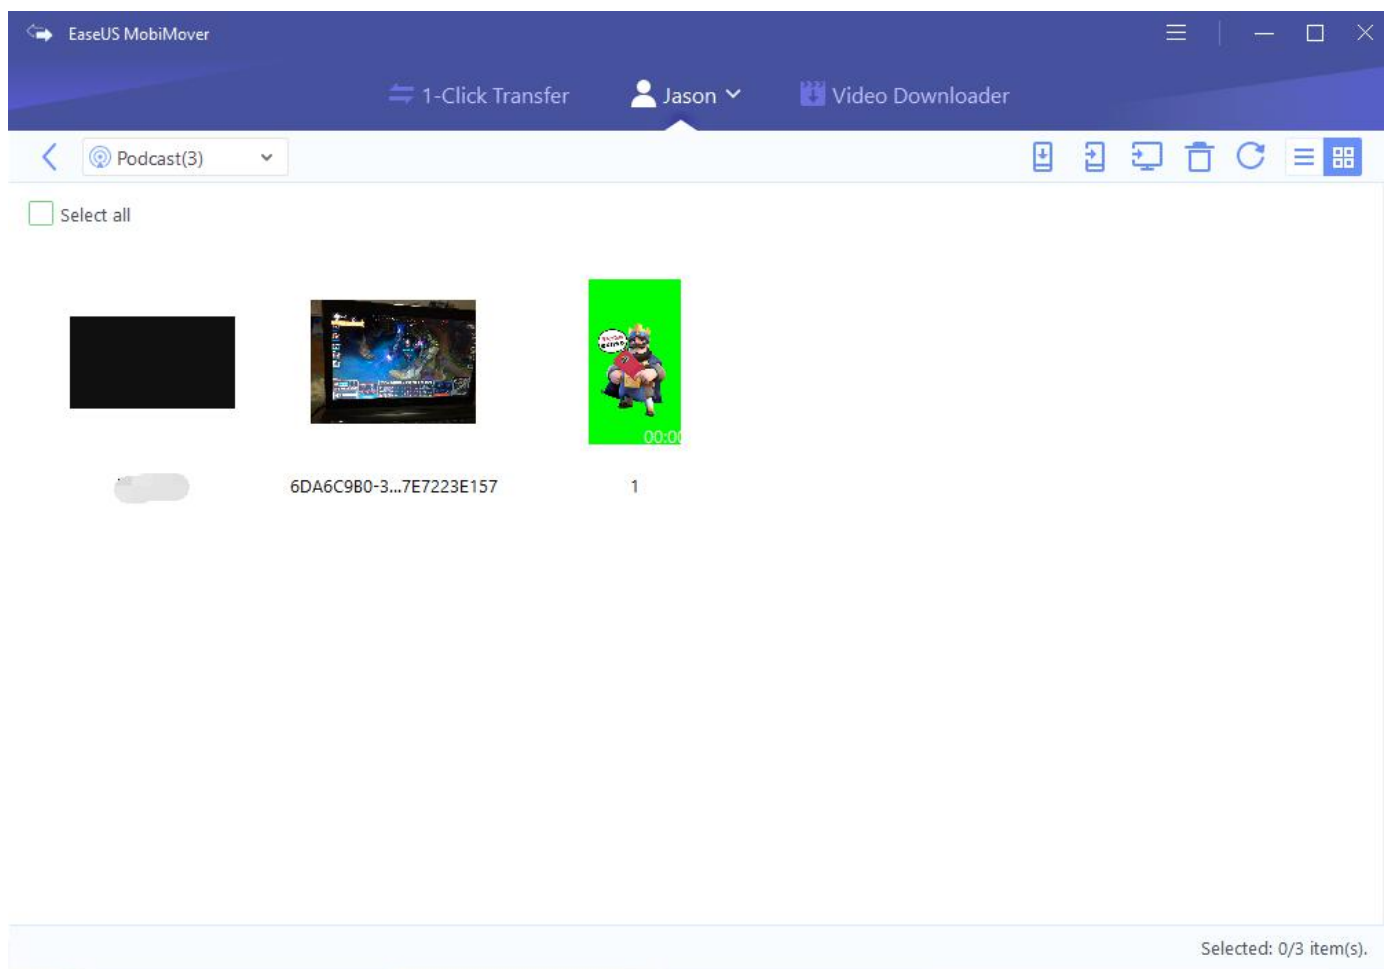 EaseUS MobiMover
1-Click Transfer
Jason
Video Downloader
Podcast(3)
Select all
6DA6C9B0-3...7E7223E157
1
Selected: 0/3 item(s).